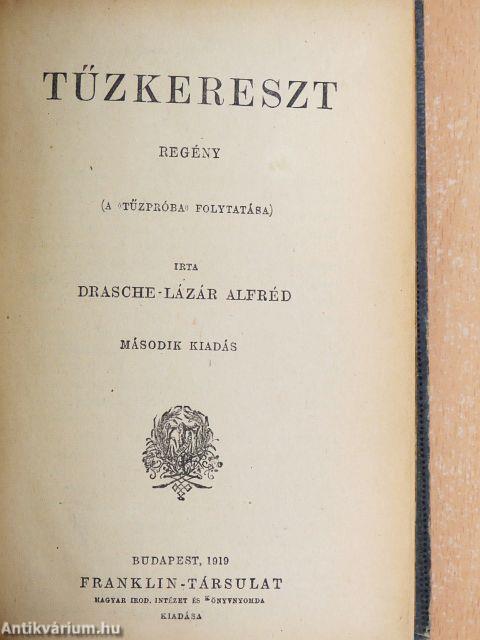 TŰZKERESZT
REGÉNY
(A «TŰZPRÓBA» FOLYTATÁSA)
IRTA
DRASCHE-LÁZÁR ALFRÉD
MÁSODIK KIADÁS
BUDAPEST, 1919
FRANKLIN-TÁRSULAT
MAGYAR IROD. INTÉZET ÉS KÖNYVNYOMDA
KIADÁSA
Antikvárium.hu